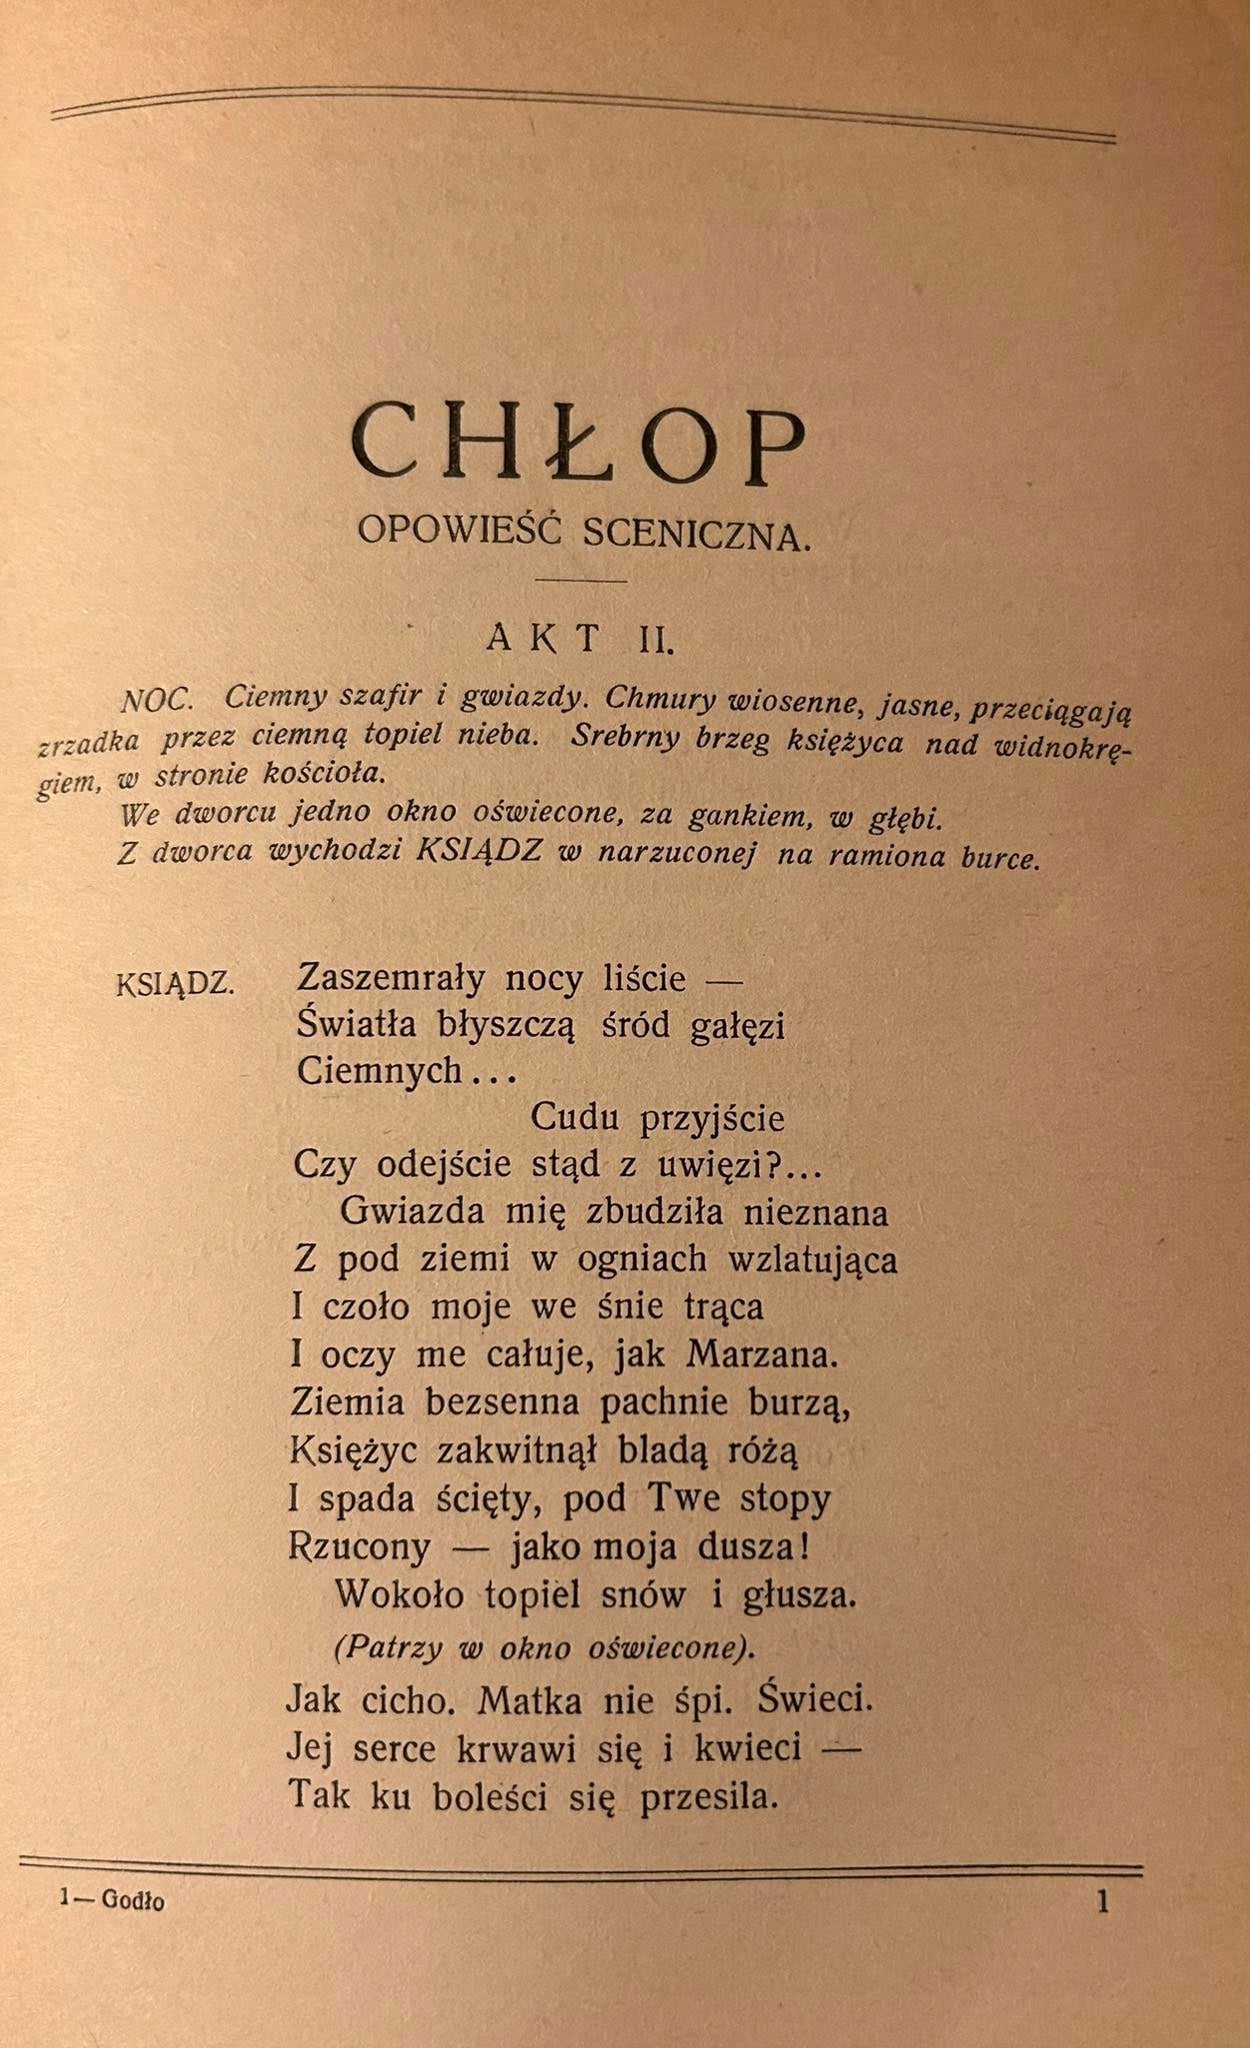 CHŁOP
OPOWIEŚĆ SCENICZNA.
AKT II.
NOC. Ciemny szafir i gwiazdy. Chmury wiosenne, jasne, przeciągają
zrzadka przez ciemną topiel nieba. Srebrny brzeg księżyca nad widnokrę-
giem, w stronie kościoła.
We dworcu jedno okno oświecone, za gankiem, w głębi.
Z dworca wychodzi KSIĄDZ w narzuconej na ramiona burce.
KSIĄDZ. Zaszemrały nocy liście —
Światła błyszczą śród gałęzi
Ciemnych...
Cudu przyjście
Czy odejście stąd z uwięzi?...
Gwiazda mię zbudziła nieznana
Z pod ziemi w ogniach wzlatująca
I czoło moje we śnie trąca
I oczy me całuje, jak Marzana.
Ziemia bezsenna pachnie burzą,
Księżyc zakwitnął bladą różą
I spada ścięty, pod Twe stopy
Rzucony — jako moja dusza!
Wokoło topiel snów i głusza.
(Patrzy w okno oświecone).
Jak cicho. Matka nie śpi. Świeci.
Jej serce krwawi się i kwieci —
Tak ku boleści się przesila.
1 — Godło 1